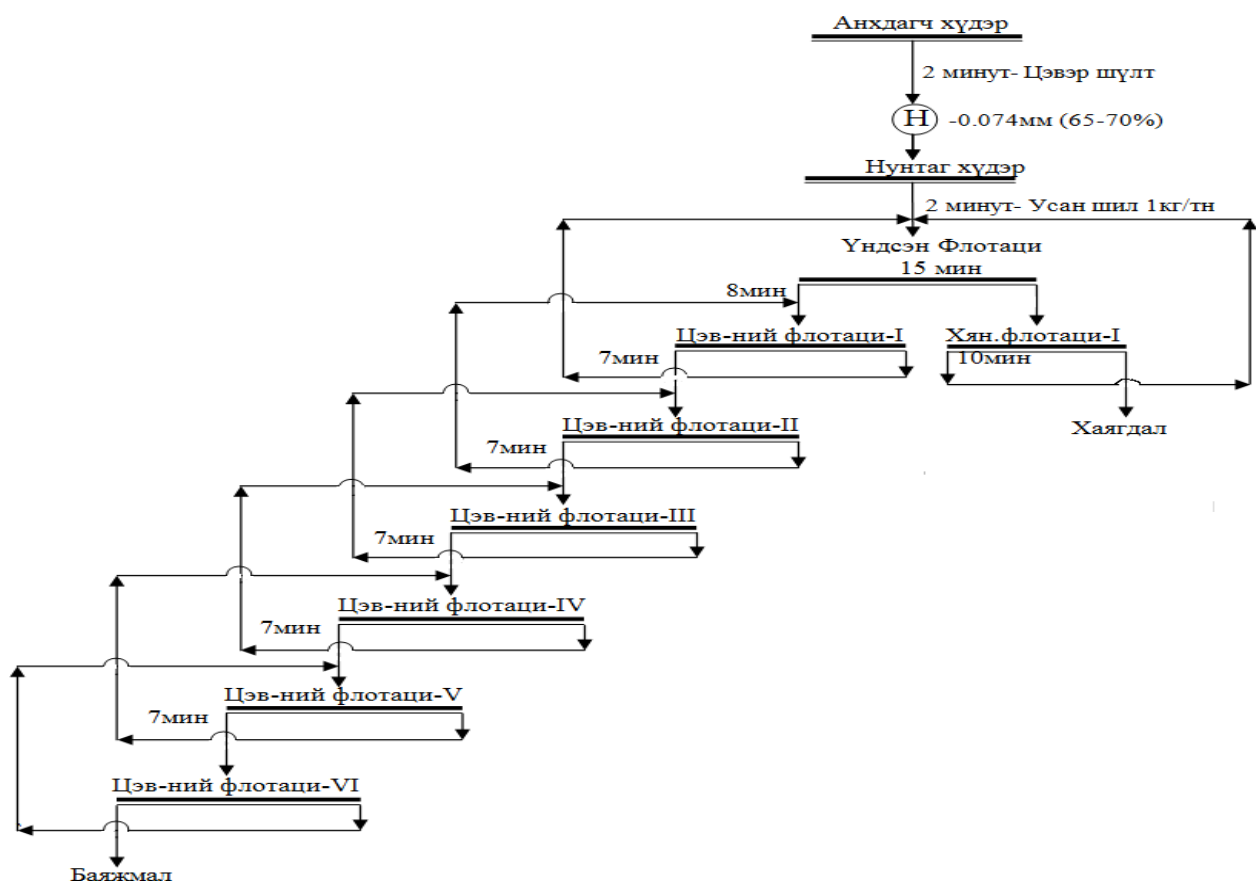 Анхдагч хүдэр
2 минут- Цэвэр шүлт
Н
-0.074мм (65-70%)
Нунтаг хүдэр
2 минут- Усан шил 1кг/тн
Үндсэн Флотаци
15 мин
8мин
Цэв-ний флотаци-I
Хян.флотаци-I
7мин
10мин
Цэв-ний флотаци-II
Хаягдал
7мин
Цэв-ний флотаци-III
7мин
Цэв-ний флотаци-IV
7мин
Цэв-ний флотаци-V
7мин
Цэв-ний флотаци-VI
Баяжмал